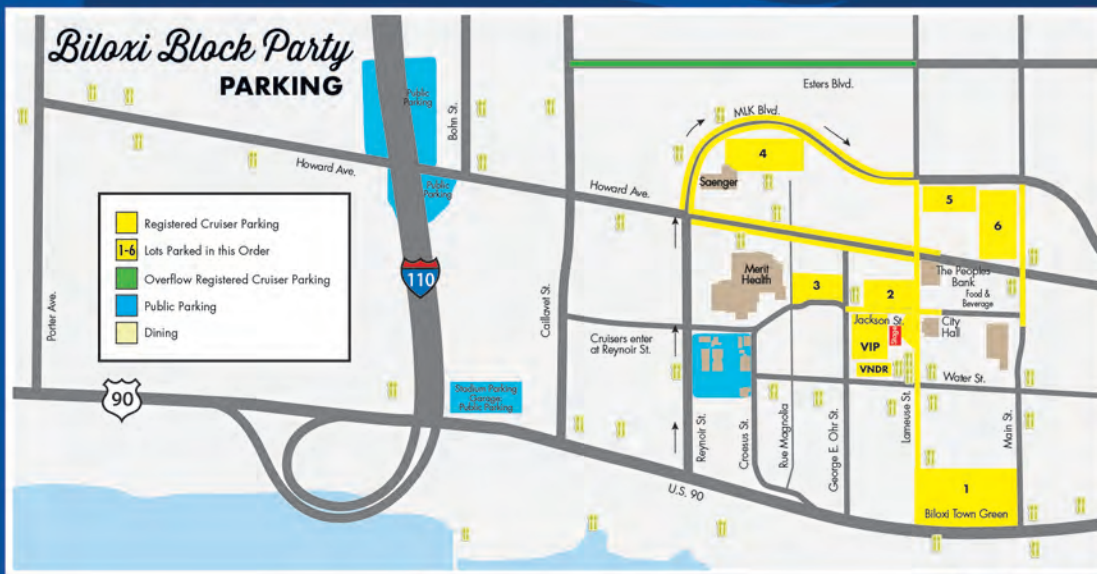 Biloxi Block Party
PARKING
Public
Parking
Bohn St.
Esters Blvd.
MLK Blvd.
4
Howard Ave.
Public
Parking
Howard Ave.
Saenger
5
6
Registered Cruiser Parking
1-6 Lots Parked in this Order
Overflow Registered Cruiser Parking
Public Parking
Dining
110
Porter Ave.
Caillavet St.
Merit
Health
3
2
The Peoples
Bank
Food &
Beverage
Jackson St.
City
Hall
Stage
VIP
VNDR
Cruisers enter
at Reynoir St.
Water St.
90
Stadium Parking
Garage,
Public Parking
Reynoir St.
Croesus St.
Rue Magnolia
George E. Ohr St.
Lameuse St.
Main St.
U.S. 90
1
Biloxi Town Green